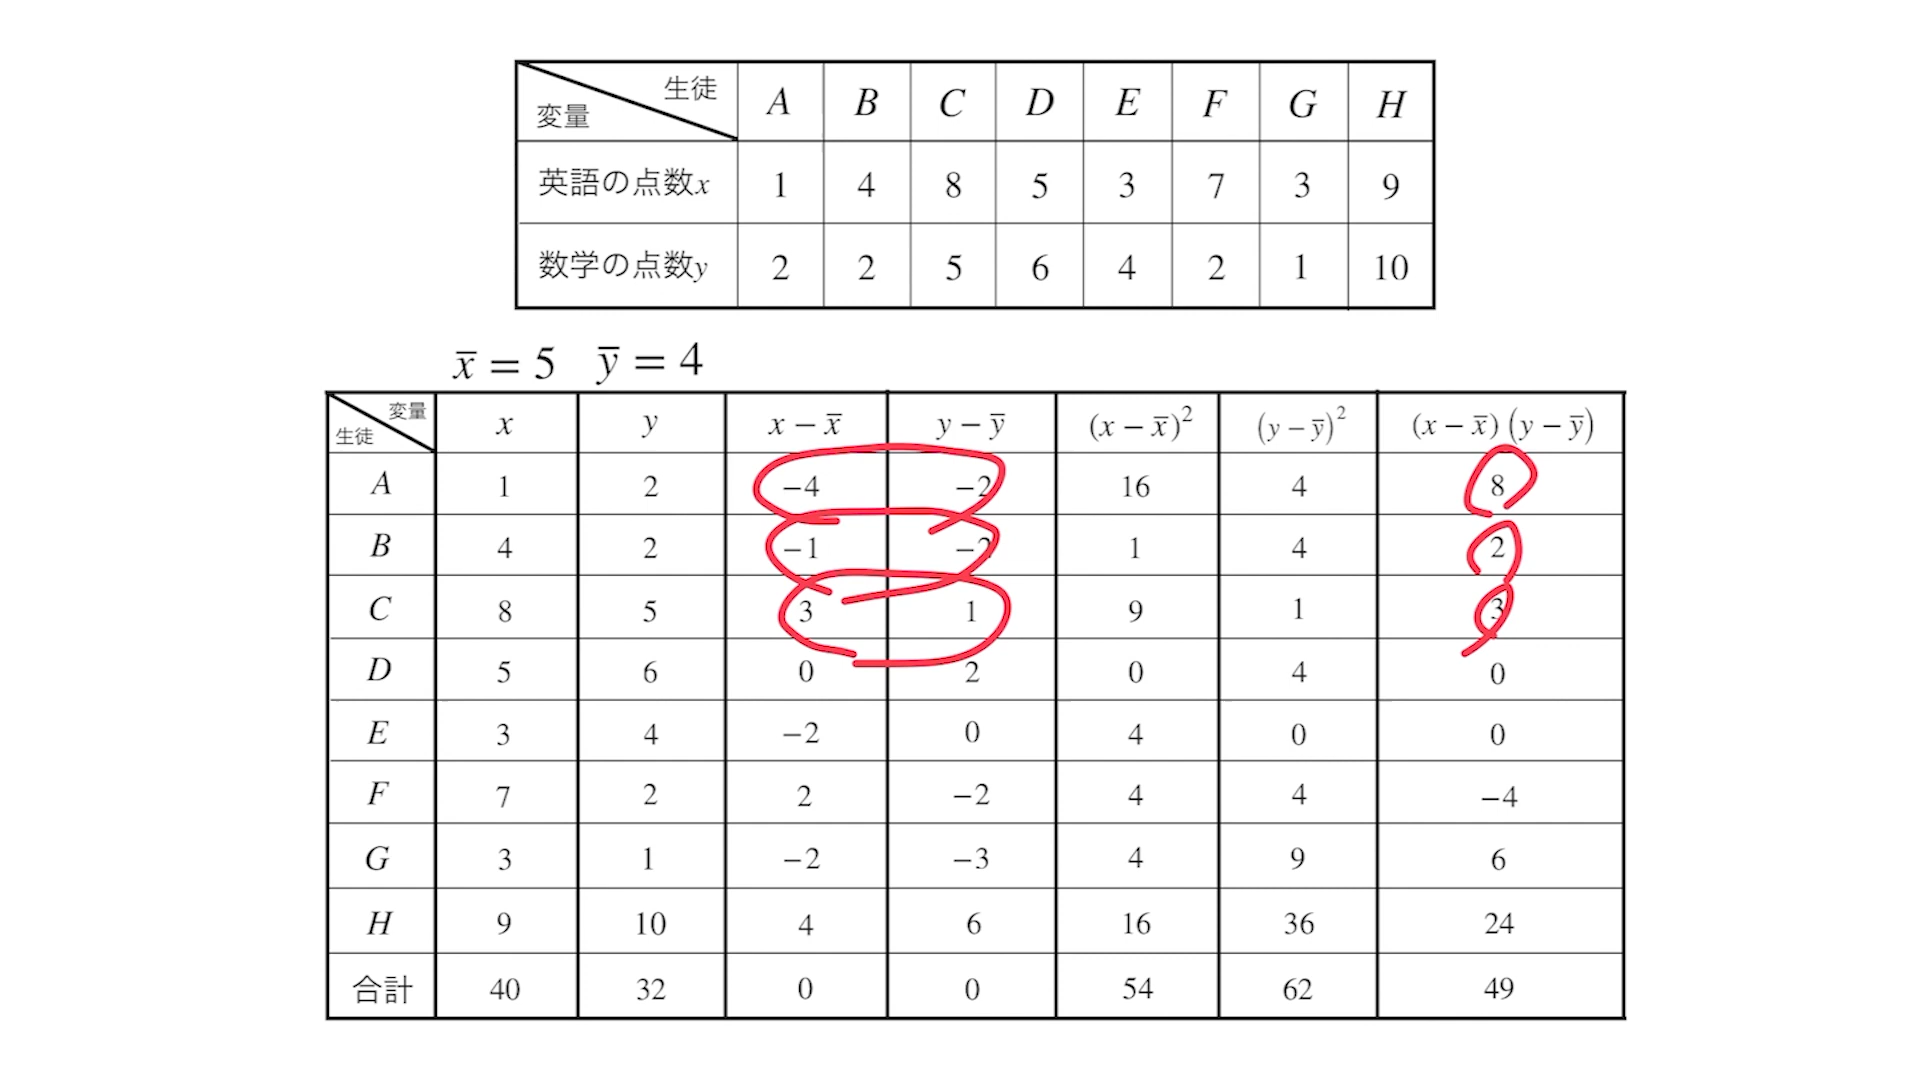 生徒 変量 A B C D E F G H
英語の点数x 1 4 8 5 3 7 3 9
数学の点数y 2 2 5 6 4 2 1 10
x̄ = 5 ȳ = 4
変量 生徒 x y x − x̄ y − ȳ (x − x̄)² (y − ȳ)² (x − x̄)(y − ȳ)
A 1 2 −4 −2 16 4 8
B 4 2 −1 −2 1 4 2
C 8 5 3 1 9 1 3
D 5 6 0 2 0 4 0
E 3 4 −2 0 4 0 0
F 7 2 2 −2 4 4 −4
G 3 1 −2 −3 4 9 6
H 9 10 4 6 16 36 24
合計 40 32 0 0 54 62 49